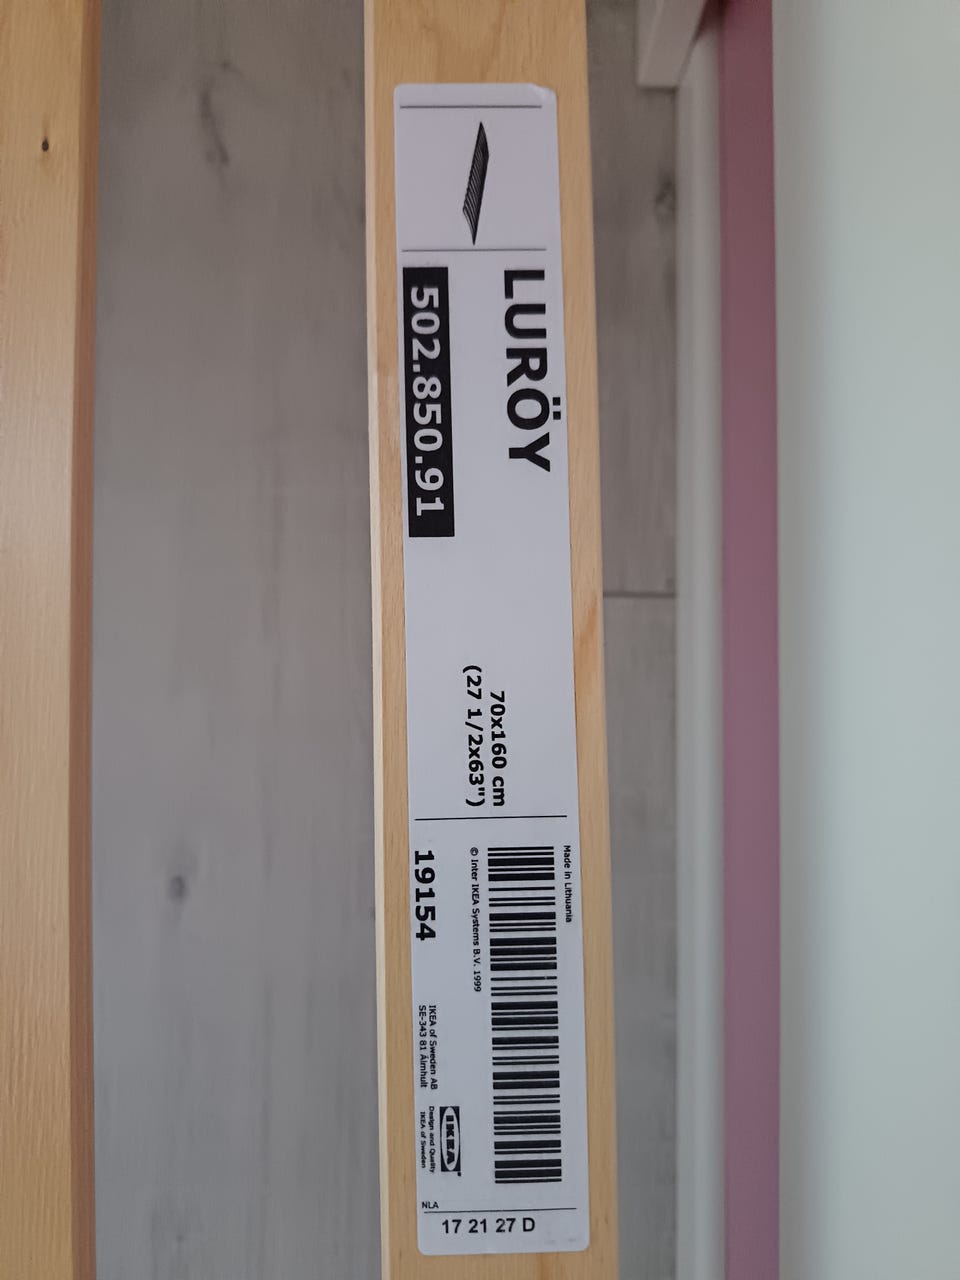 LURÖY
502.850.91
70x160 cm
(27 1/2x63")
Made in Lithuania
© Inter IKEA Systems B.V. 1999
19154
IKEA of Sweden AB
SE-343 81 Älmhult
IKEA
Design and Quality
IKEA of Sweden
NLA
17 21 27 D